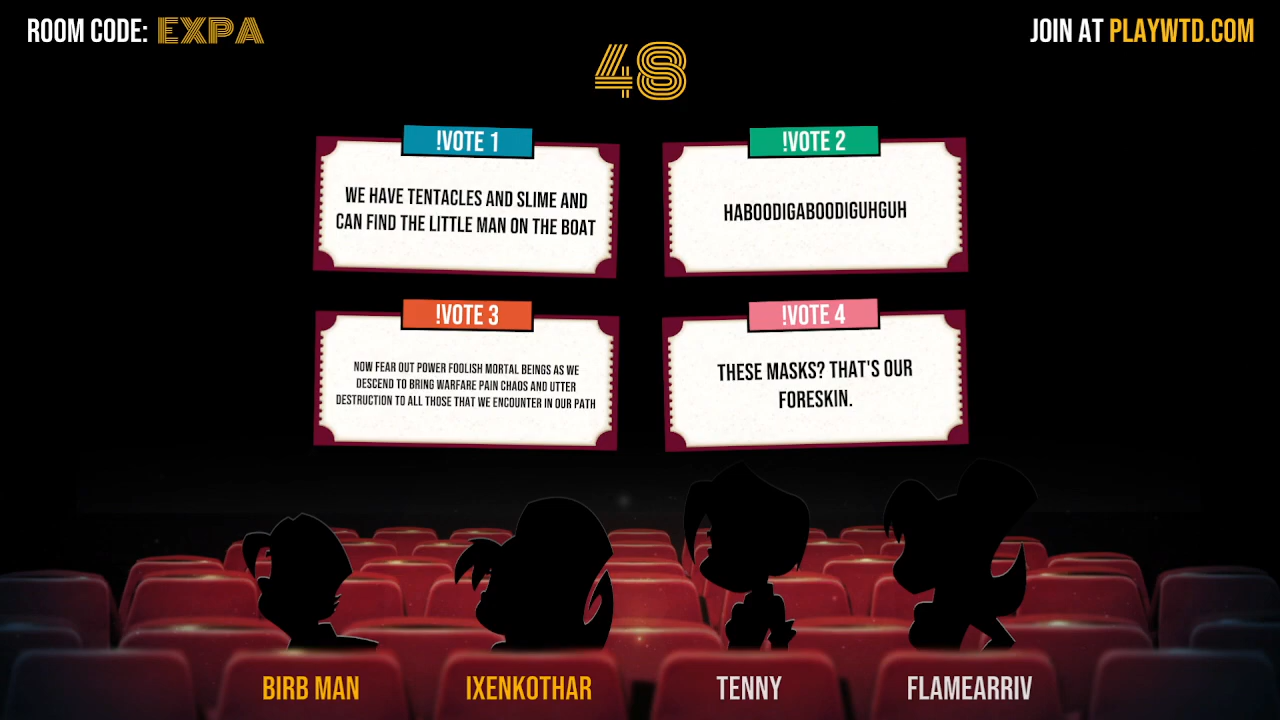 ROOM CODE: EXPA
JOIN AT PLAYWTD.COM
48
!VOTE 1
WE HAVE TENTACLES AND SLIME AND
CAN FIND THE LITTLE MAN ON THE BOAT
!VOTE 2
HABOODIGABOODIGUHGUH
!VOTE 3
NOW FEAR OUT POWER FOOLISH MORTAL BEINGS AS WE
DESCEND TO BRING WARFARE PAIN CHAOS AND UTTER
DESTRUCTION TO ALL THOSE THAT WE ENCOUNTER IN OUR PATH
!VOTE 4
THESE MASKS? THAT'S OUR
FORESKIN.
BIRB MAN
IXENKOTHAR
TENNY
FLAMEARRIV